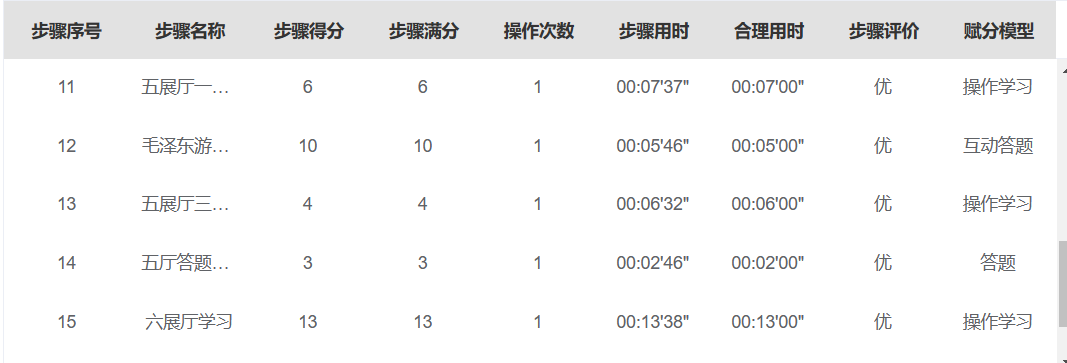 步骤序号 步骤名称 步骤得分 步骤满分 操作次数 步骤用时 合理用时 步骤评价 赋分模型
11 五展厅一… 6 6 1 00:07'37" 00:07'00" 优 操作学习
12 毛泽东游… 10 10 1 00:05'46" 00:05'00" 优 互动答题
13 五展厅三… 4 4 1 00:06'32" 00:06'00" 优 操作学习
14 五厅答题… 3 3 1 00:02'46" 00:02'00" 优 答题
15 六展厅学习 13 13 1 00:13'38" 00:13'00" 优 操作学习